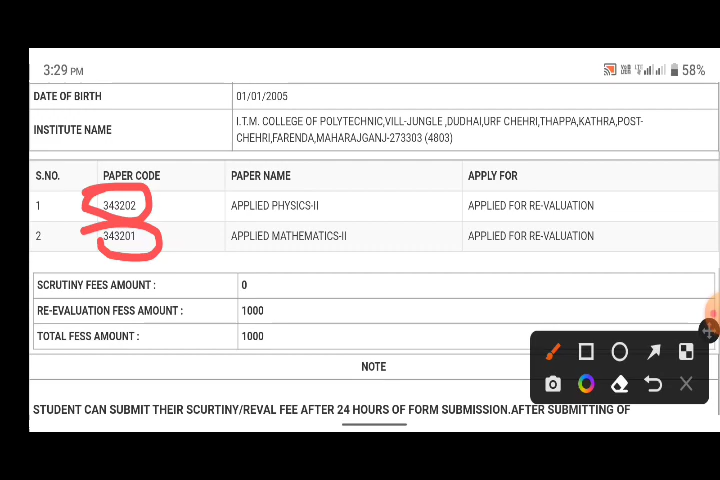 3:29 PM 58%
DATE OF BIRTH 01/01/2005
INSTITUTE NAME I.T.M. COLLEGE OF POLYTECHNIC,VILL-JUNGLE ,DUDHAI,URF CHEHRI,THAPPA,KATHRA,POST-
CHEHRI,FARENDA,MAHARAJGANJ-273303 (4803)
S.NO. PAPER CODE PAPER NAME APPLY FOR
1 343202 APPLIED PHYSICS-II APPLIED FOR RE-VALUATION
2 343201 APPLIED MATHEMATICS-II APPLIED FOR RE-VALUATION
SCRUTINY FEES AMOUNT : 0
RE-EVALUATION FESS AMOUNT : 1000
TOTAL FESS AMOUNT : 1000
NOTE
STUDENT CAN SUBMIT THEIR SCURTINY/REVAL FEE AFTER 24 HOURS OF FORM SUBMISSION.AFTER SUBMITTING OF